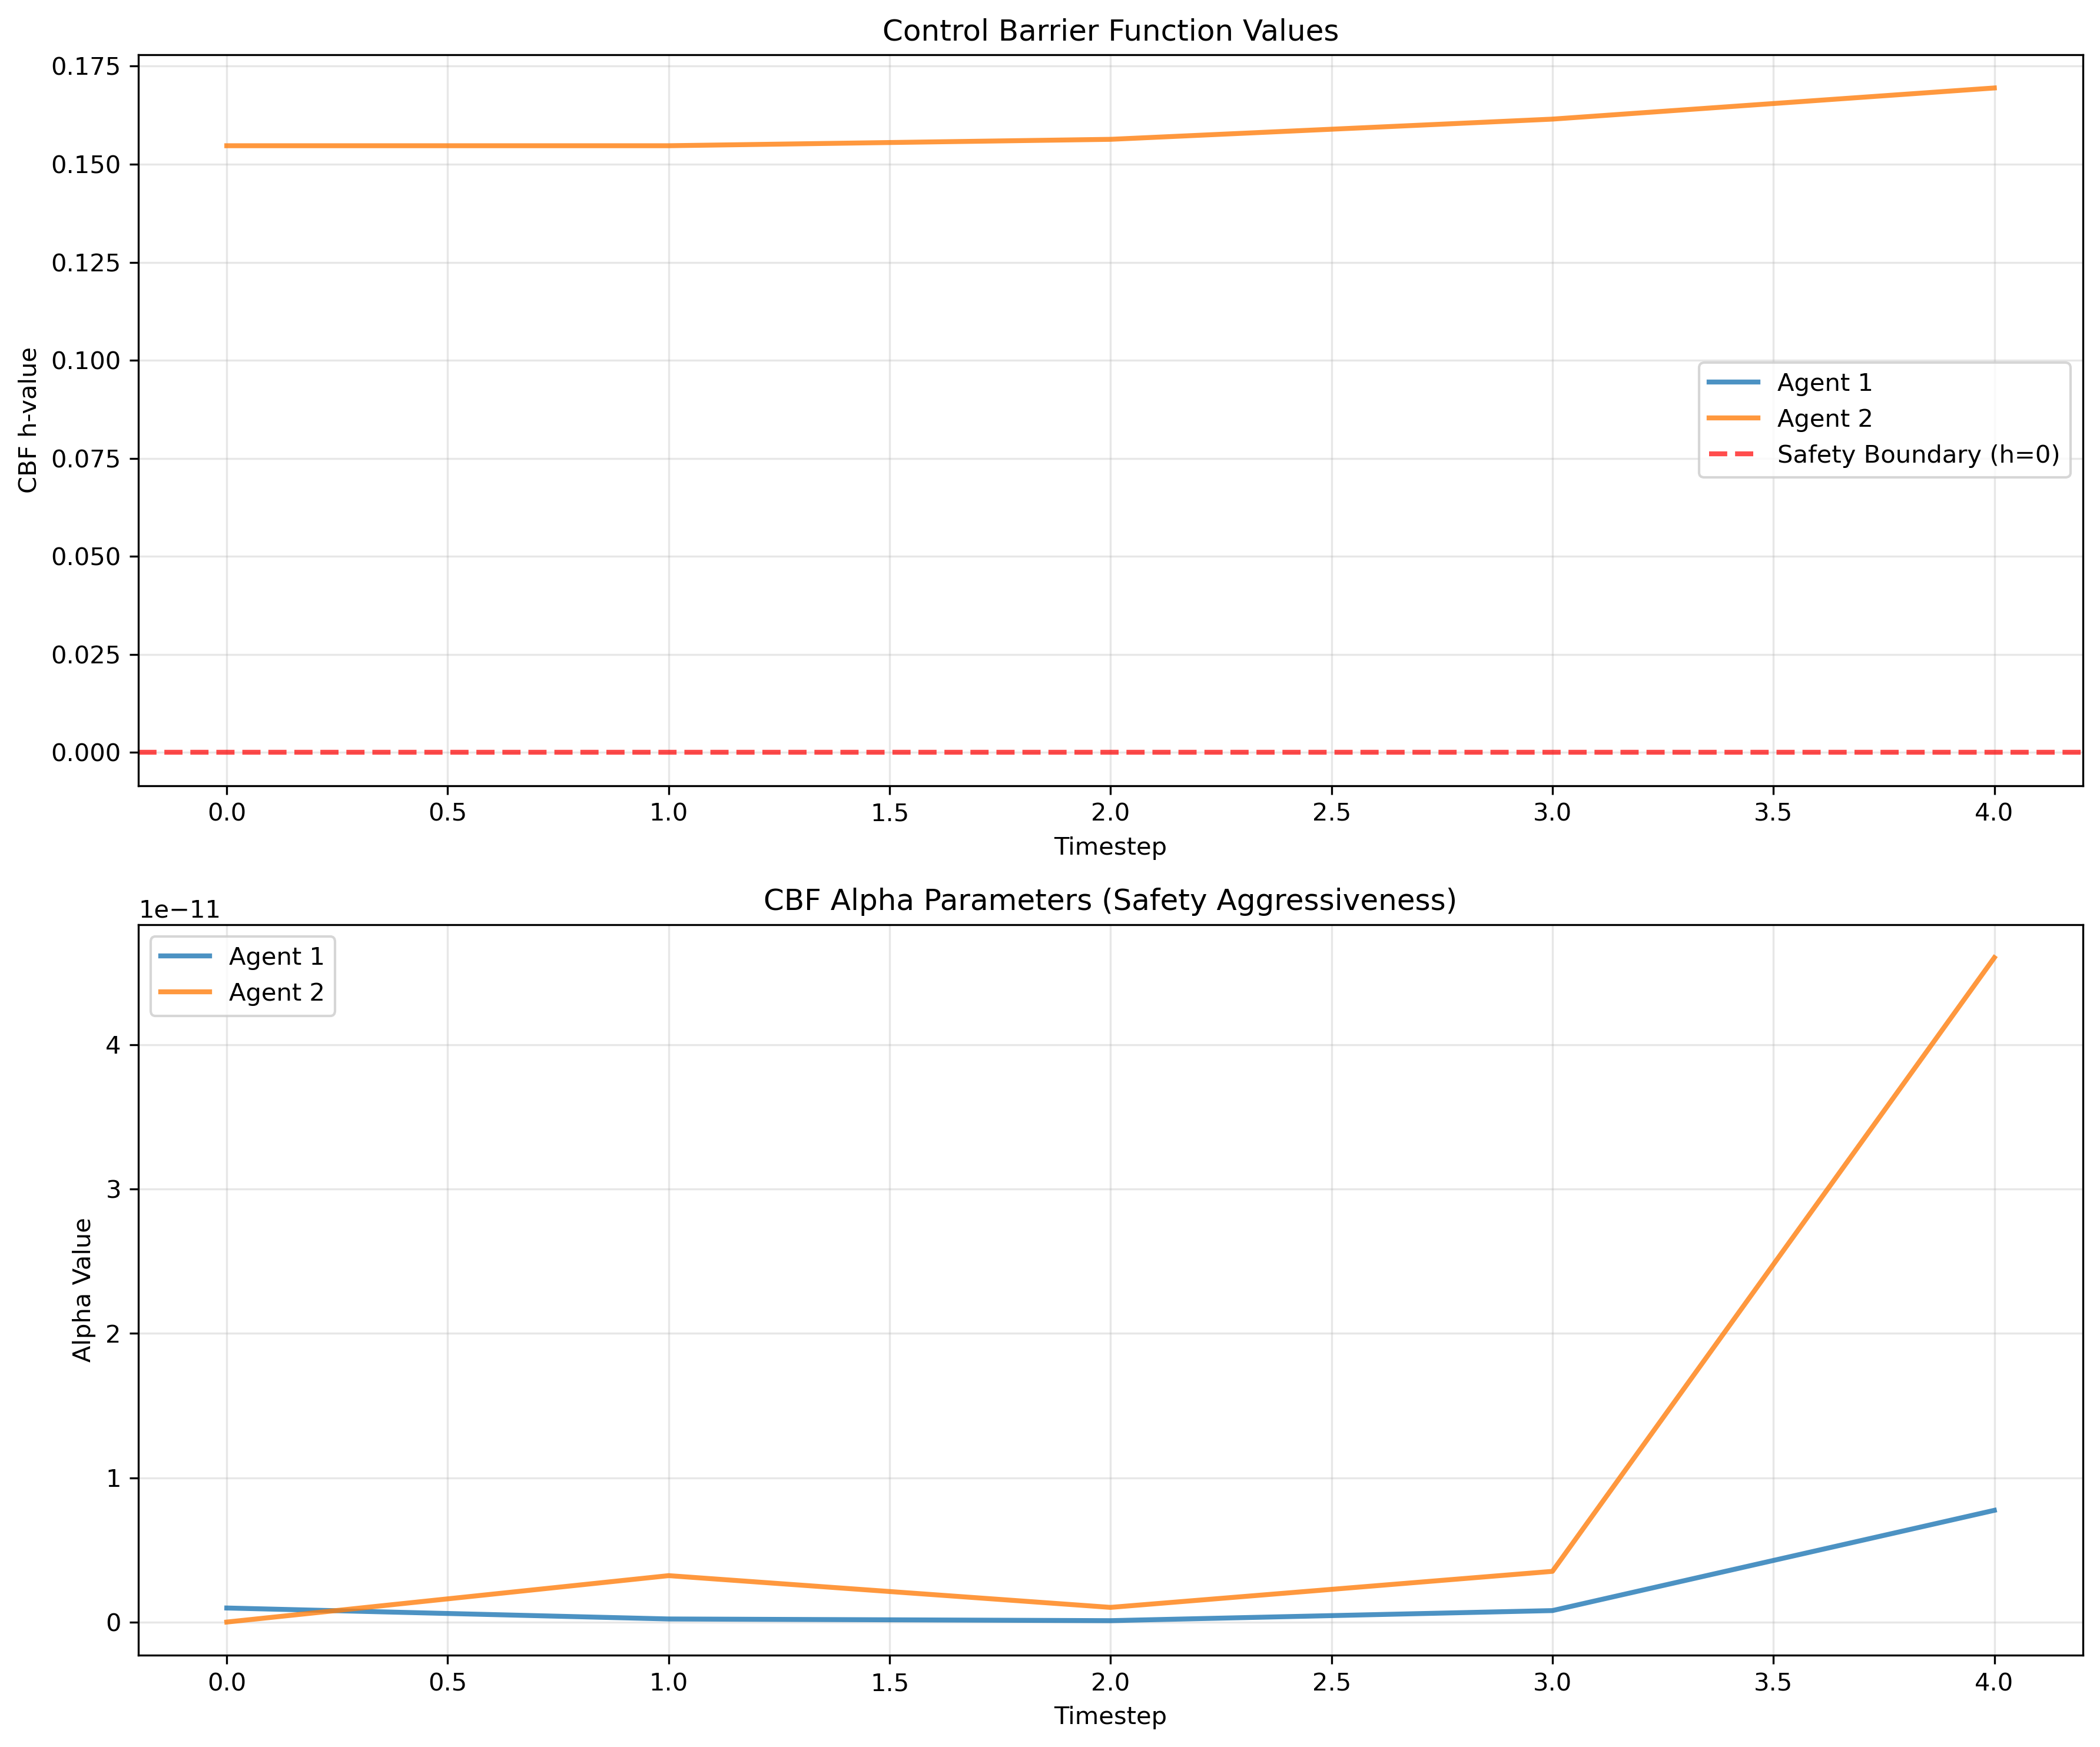 Control Barrier Function Values
0.175
0.150
0.125
0.100
0.075
0.050
0.025
0.000
CBF h-value
Agent 1
Agent 2
Safety Boundary (h=0)
0.0 0.5 1.0 1.5 2.0 2.5 3.0 3.5 4.0
Timestep
CBF Alpha Parameters (Safety Aggressiveness)
1e−11
Agent 1
Agent 2
4
3
2
1
0
Alpha Value
0.0 0.5 1.0 1.5 2.0 2.5 3.0 3.5 4.0
Timestep